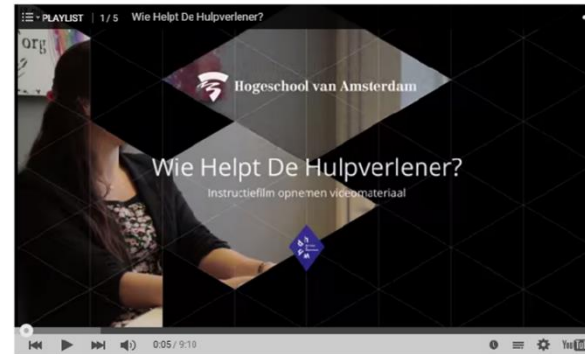 PLAYLIST | 1 / 5 Wie Helpt De Hulpverlener?
org
Hogeschool van Amsterdam
Wie Helpt De Hulpverlener?
Instructiefilm opnemen videomateriaal
0:05 / 9:10